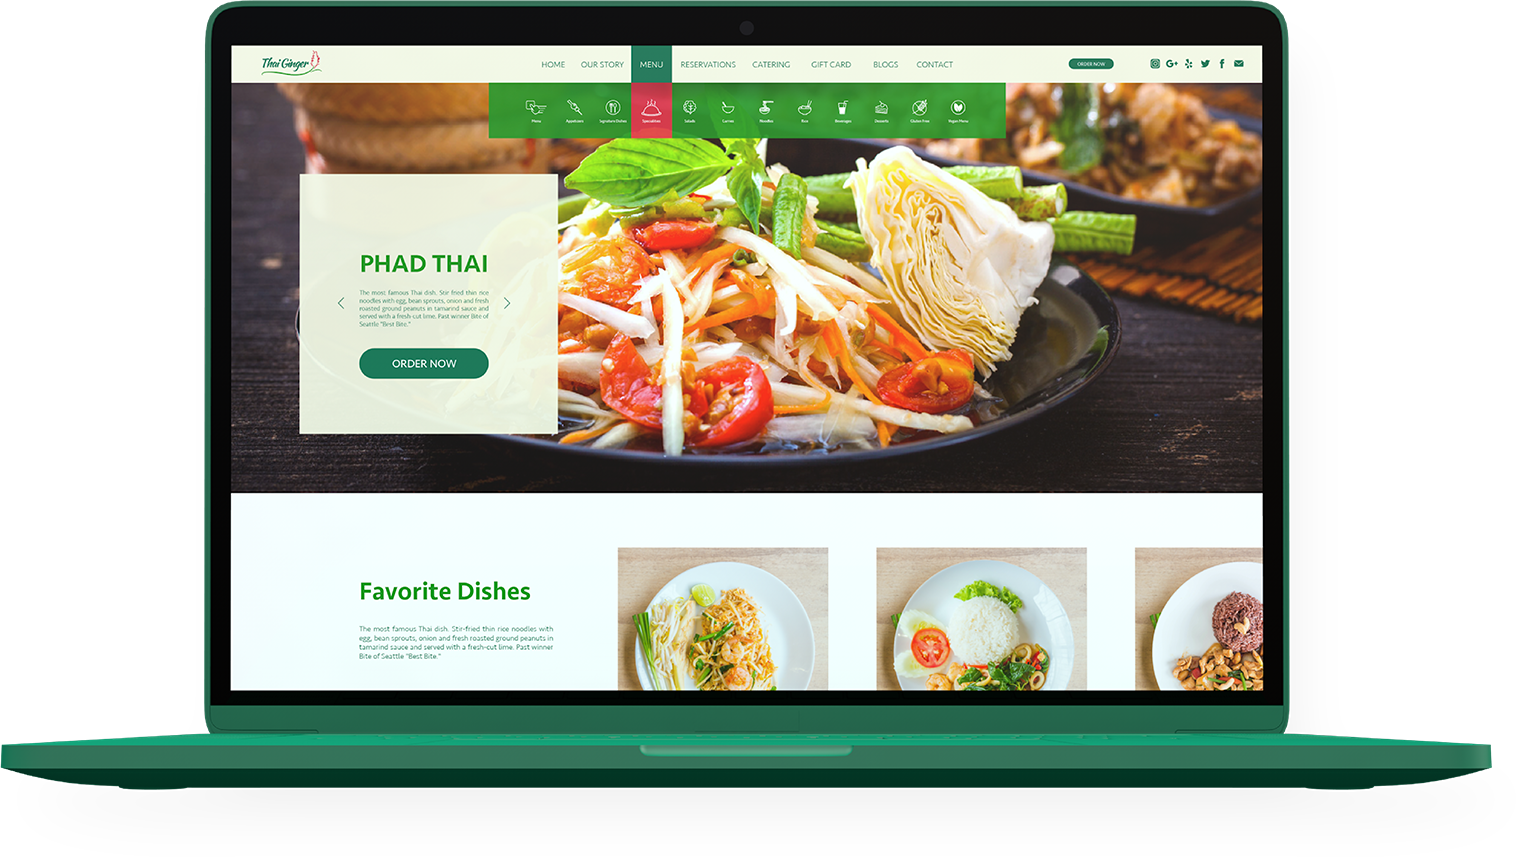 Thai Ginger
HOME OUR STORY MENU RESERVATIONS CATERING GIFT CARD BLOGS CONTACT
ORDER NOW
G+
Menu Appetizers Signature Dishes Specialties Salads Curries Noodles Rice Beverages Desserts Gluten Free Vegan Menu
PHAD THAI
The most famous Thai dish. Stir fried thin rice
noodles with egg, bean sprouts, onion and fresh
roasted ground peanuts in tamarind sauce and
served with a fresh-cut lime. Past winner Bite of
Seattle "Best Bite."
ORDER NOW
Favorite Dishes
The most famous Thai dish. Stir-fried thin rice noodles with
egg, bean sprouts, onion and fresh roasted ground peanuts in
tamarind sauce and served with a fresh-cut lime. Past winner
Bite of Seattle "Best Bite."